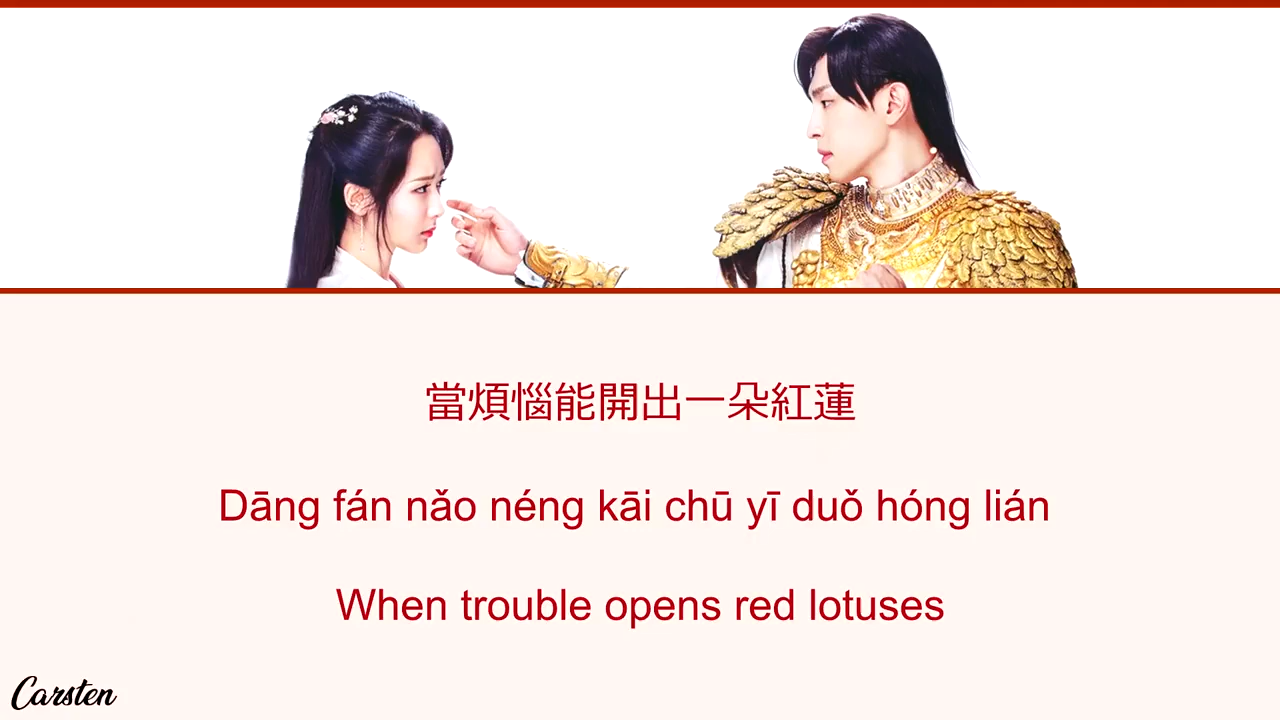 當煩惱能開出一朵紅蓮
Dāng fán nǎo néng kāi chū yī duǒ hóng lián
When trouble opens red lotuses
Carsten